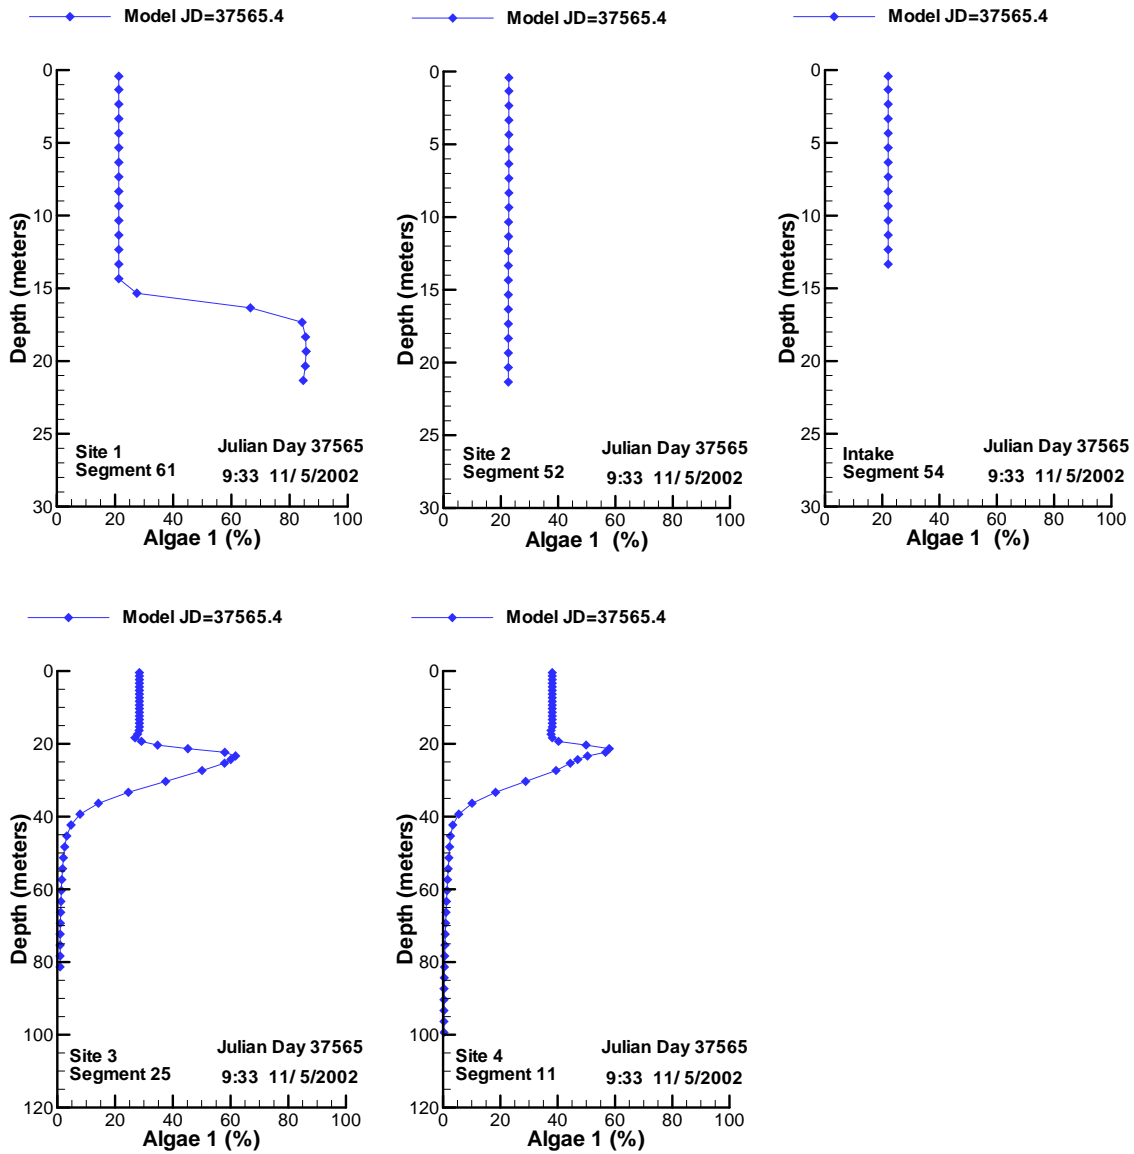 Model JD=37565.4
0
5
10
15
20
25
30
Depth (meters)
Site 1
Segment 61
Julian Day 37565
9:33 11/ 5/2002
0 20 40 60 80 100
Algae 1 (%)
Model JD=37565.4
0
5
10
15
20
25
30
Depth (meters)
Site 2
Segment 52
Julian Day 37565
9:33 11/ 5/2002
0 20 40 60 80 100
Algae 1 (%)
Model JD=37565.4
0
5
10
15
20
25
30
Depth (meters)
Intake
Segment 54
Julian Day 37565
9:33 11/ 5/2002
0 20 40 60 80 100
Algae 1 (%)
Model JD=37565.4
0
20
40
60
80
100
120
Depth (meters)
Site 3
Segment 25
Julian Day 37565
9:33 11/ 5/2002
0 20 40 60 80 100
Algae 1 (%)
Model JD=37565.4
0
20
40
60
80
100
120
Depth (meters)
Site 4
Segment 11
Julian Day 37565
9:33 11/ 5/2002
0 20 40 60 80 100
Algae 1 (%)